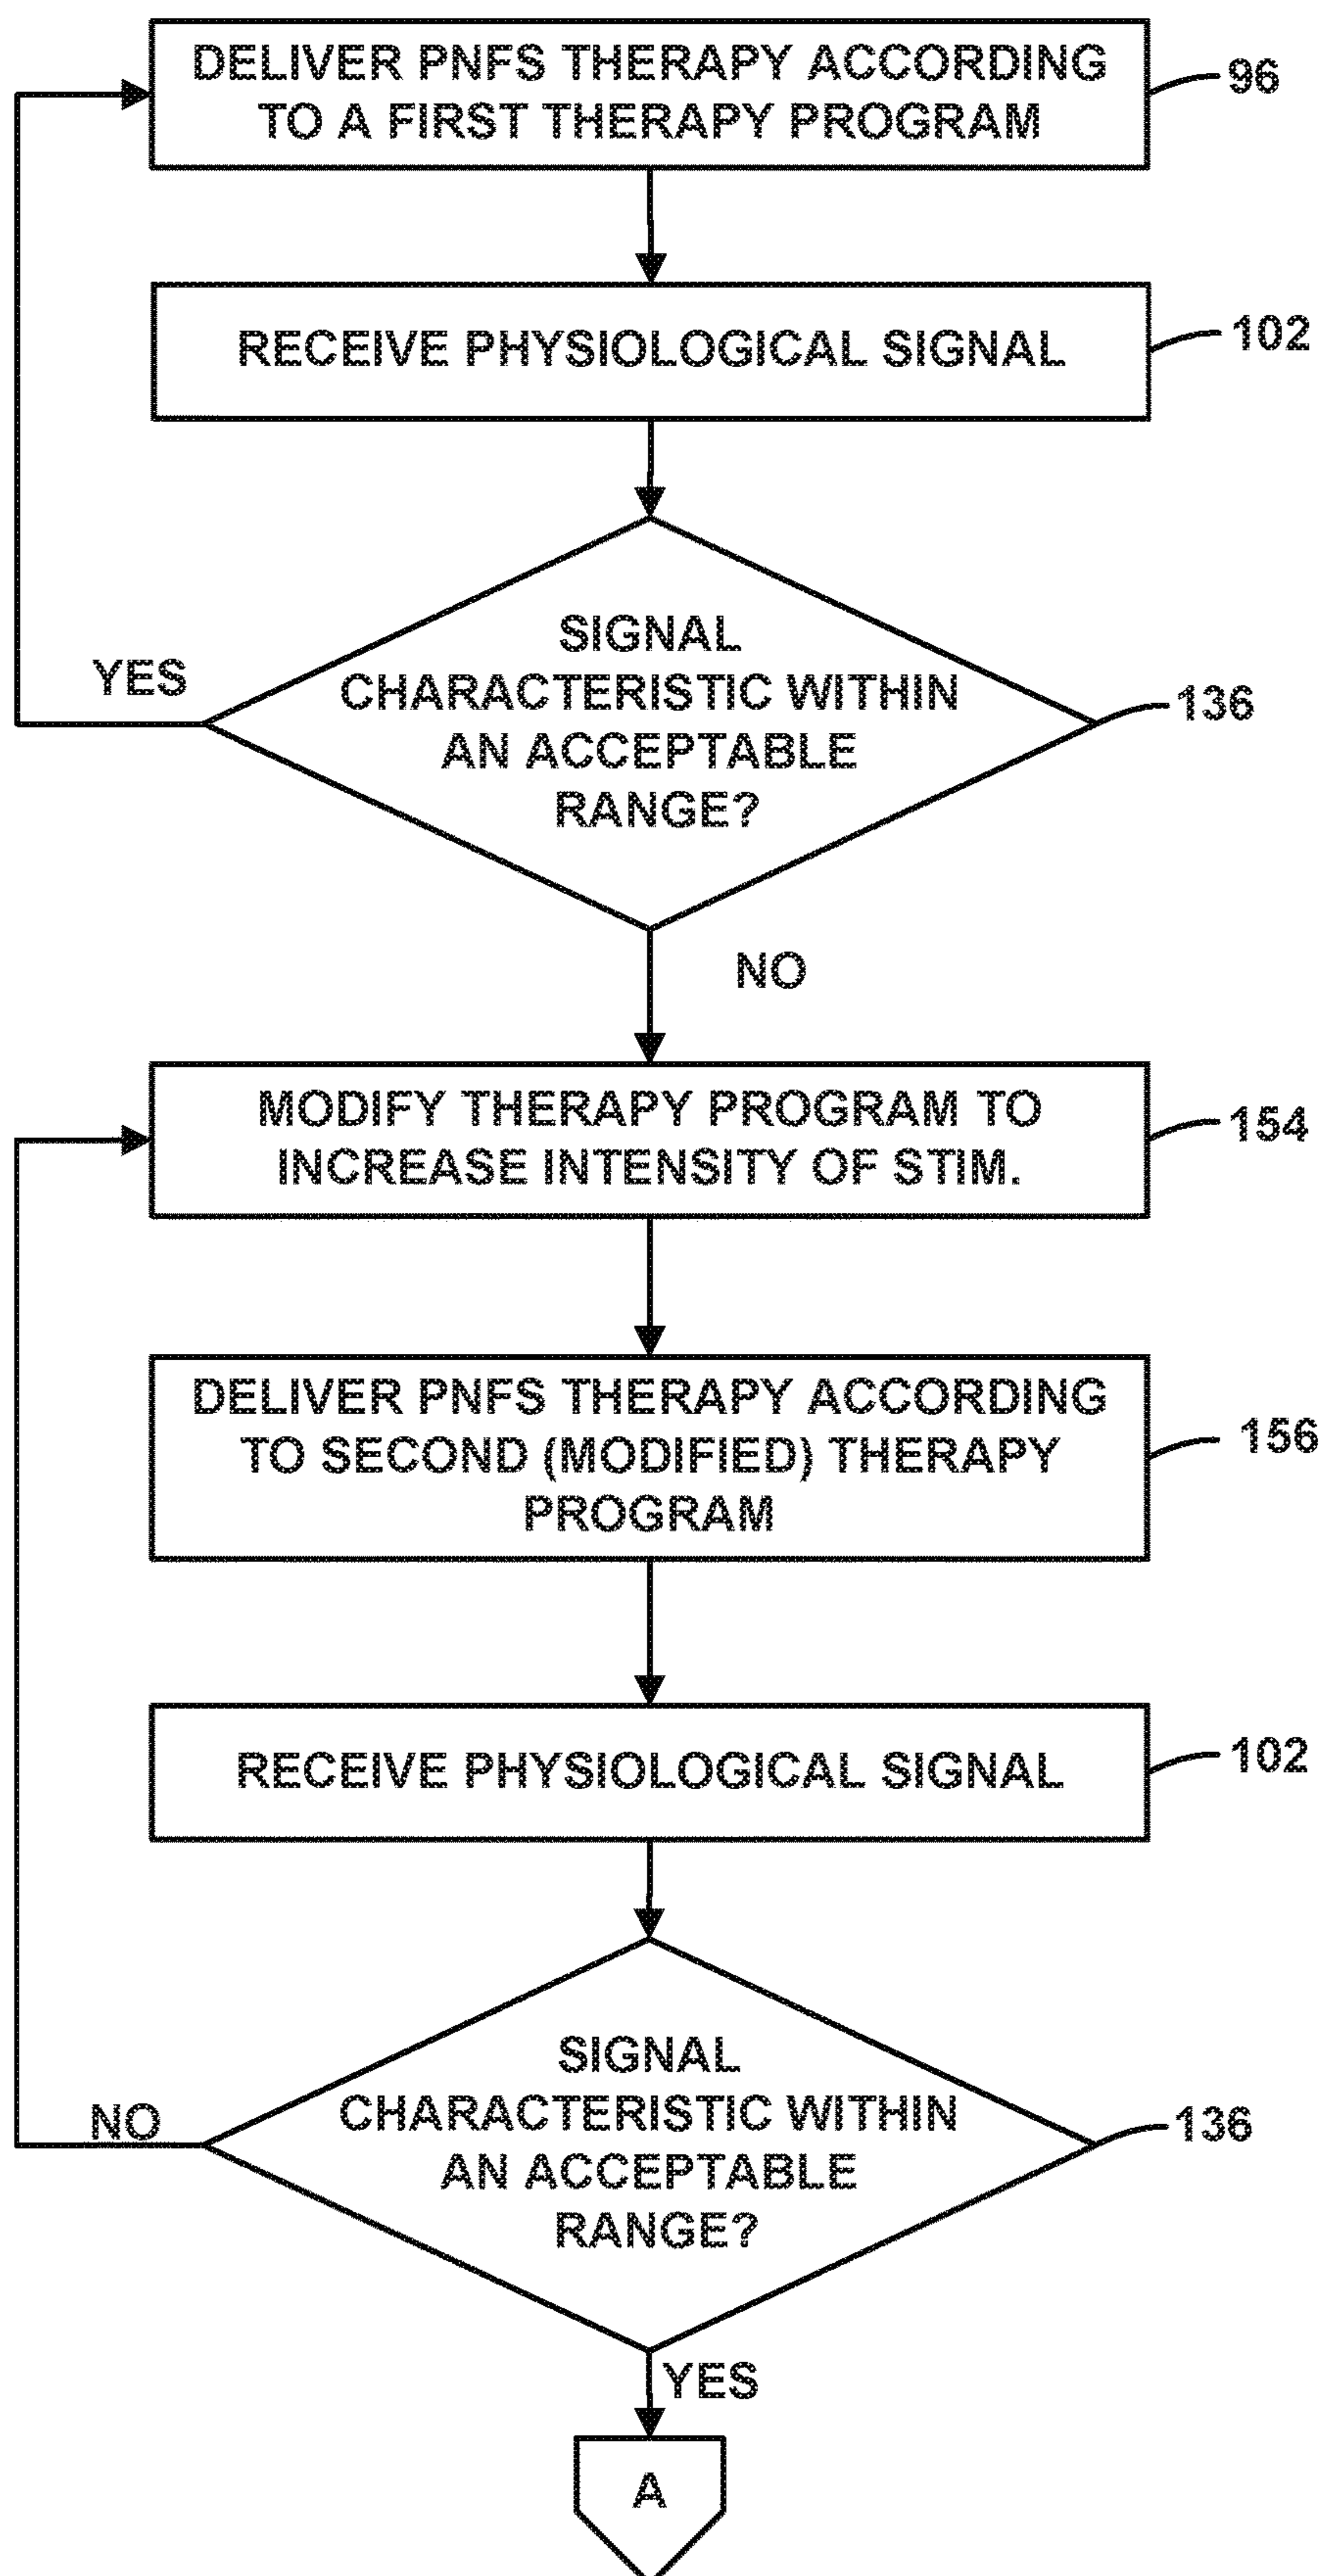 DELIVER PNFS THERAPY ACCORDING
TO A FIRST THERAPY PROGRAM
96
RECEIVE PHYSIOLOGICAL SIGNAL
102
SIGNAL
CHARACTERISTIC WITHIN
AN ACCEPTABLE
RANGE?
YES
136
NO
MODIFY THERAPY PROGRAM TO
INCREASE INTENSITY OF STIM.
154
DELIVER PNFS THERAPY ACCORDING
TO SECOND (MODIFIED) THERAPY
PROGRAM
156
RECEIVE PHYSIOLOGICAL SIGNAL
102
SIGNAL
CHARACTERISTIC WITHIN
AN ACCEPTABLE
RANGE?
NO
136
YES
A